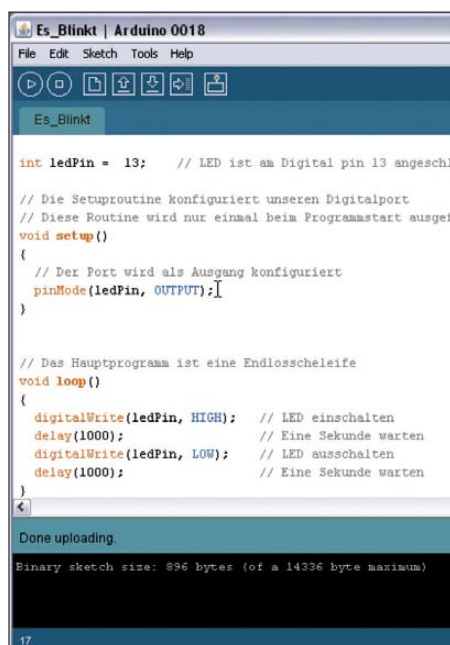 Es_Blinkt | Arduino 0018
File Edit Sketch Tools Help
Es_Blinkt
int ledPin = 13; // LED ist am Digital pin 13
// Die Setuproutine konfiguriert unseren Digitalport
// Diese Routine wird nur einmal beim Programmstart
void setup()
{
// Der Port wird als Ausgang konfiguriert
pinMode(ledPin, OUTPUT);
}
// Das Hauptprogramm ist eine Endlosscheleife
void loop()
{
digitalWrite(ledPin, HIGH); // LED einschalten
delay(1000); // Eine Sekunde warten
digitalWrite(ledPin, LOW); // LED ausschalten
delay(1000); // Eine Sekunde warten
}
Done uploading.
Binary sketch size: 896 bytes (of a 14336 byte maximum)
17